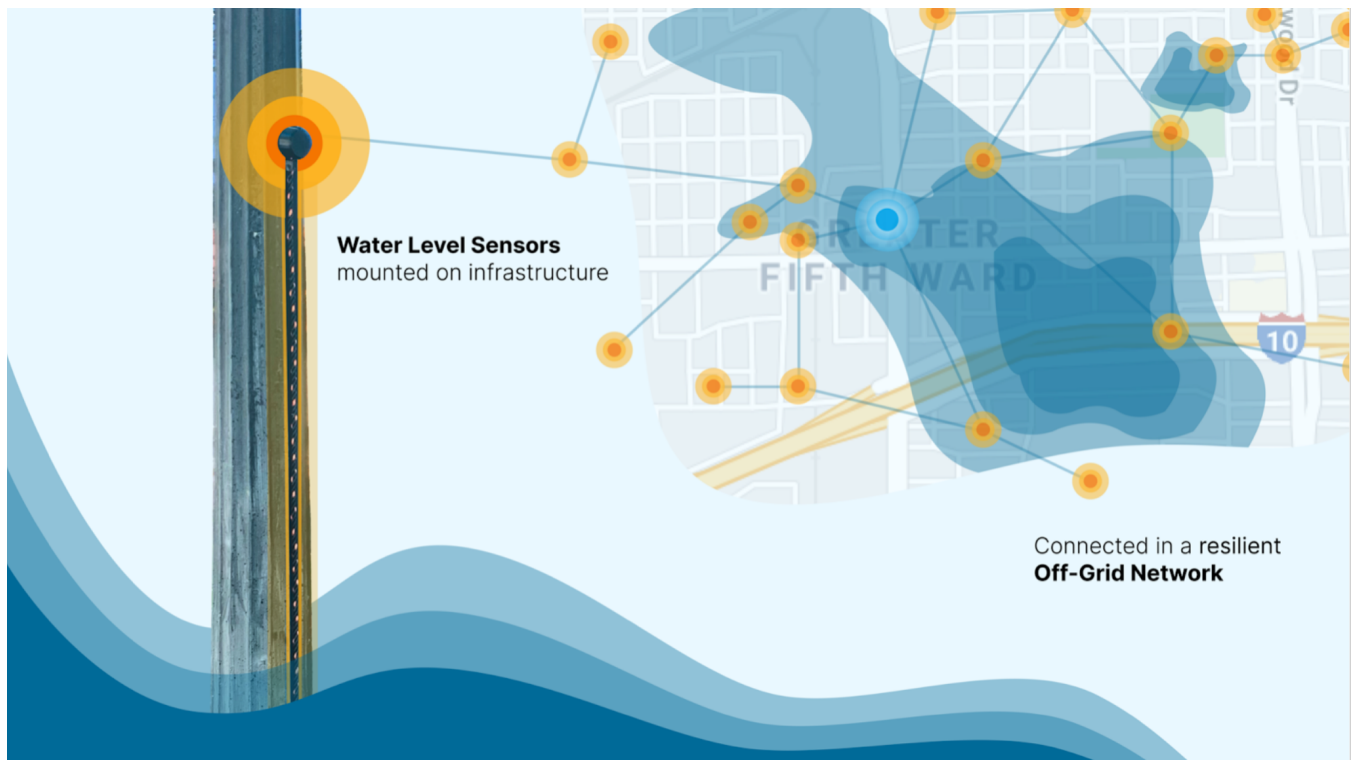 Water Level Sensors
mounted on infrastructure
GREATER
FIFTH WARD
10
Connected in a resilient
Off-Grid Network